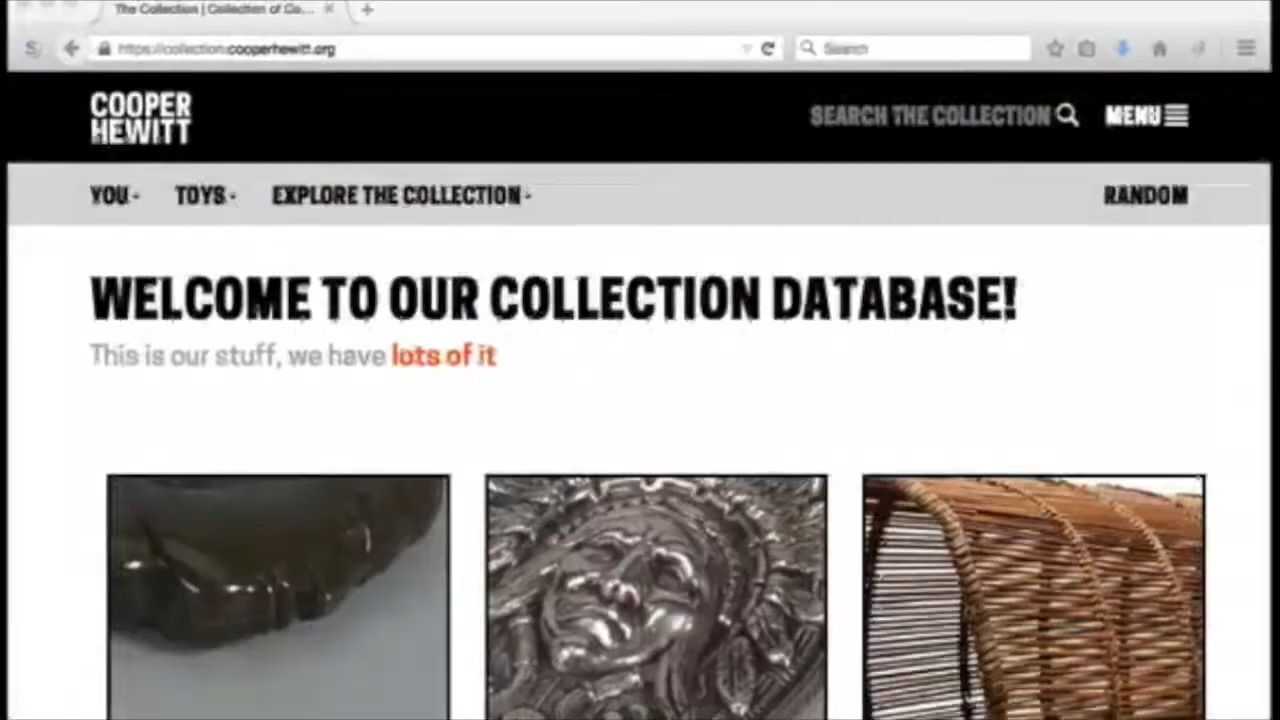 The Collection | Collection of Co...
https://collection.cooperhewitt.org
Search
COOPER
HEWITT
SEARCH THE COLLECTION
MENU
YOU
TOYS
EXPLORE THE COLLECTION
RANDOM
WELCOME TO OUR COLLECTION DATABASE!
This is our stuff, we have lots of it